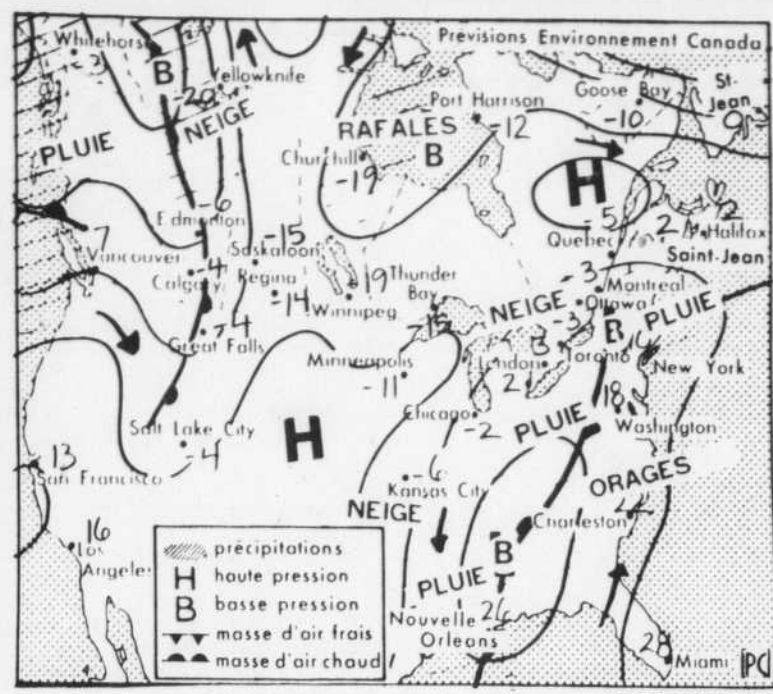 Prévisions Environnement Canada
Whitehorse
B
Yellowknife
-20
NEIGE
PLUIE
Port Harrison
-12
RAFALES
B
Churchill
-19
Goose Bay
-10
St-
Jean
H
-5
Quebec
2
Halifax
Saint-Jean
-6
Edmonton
7
Vancouver
-4
Calgary
-15
Saskatoon
Regina
-14
19
Winnipeg
Thunder
Bay
-15
NEIGE
-3
Montreal
Ottawa
-3
B
PLUIE
Great Falls
Minneapolis
-11
London
2
Toronto
New York
18
Washington
Chicago
-2
PLUIE
Salt Lake City
-4
H
13
San Francisco
-6
Kansas City
NEIGE
ORAGES
Charleston
16
Los
Angeles
B
PLUIE
Nouvelle
Orleans
28
Miami
PC
précipitations
H haute pression
B basse pression
masse d'air frais
masse d'air chaud